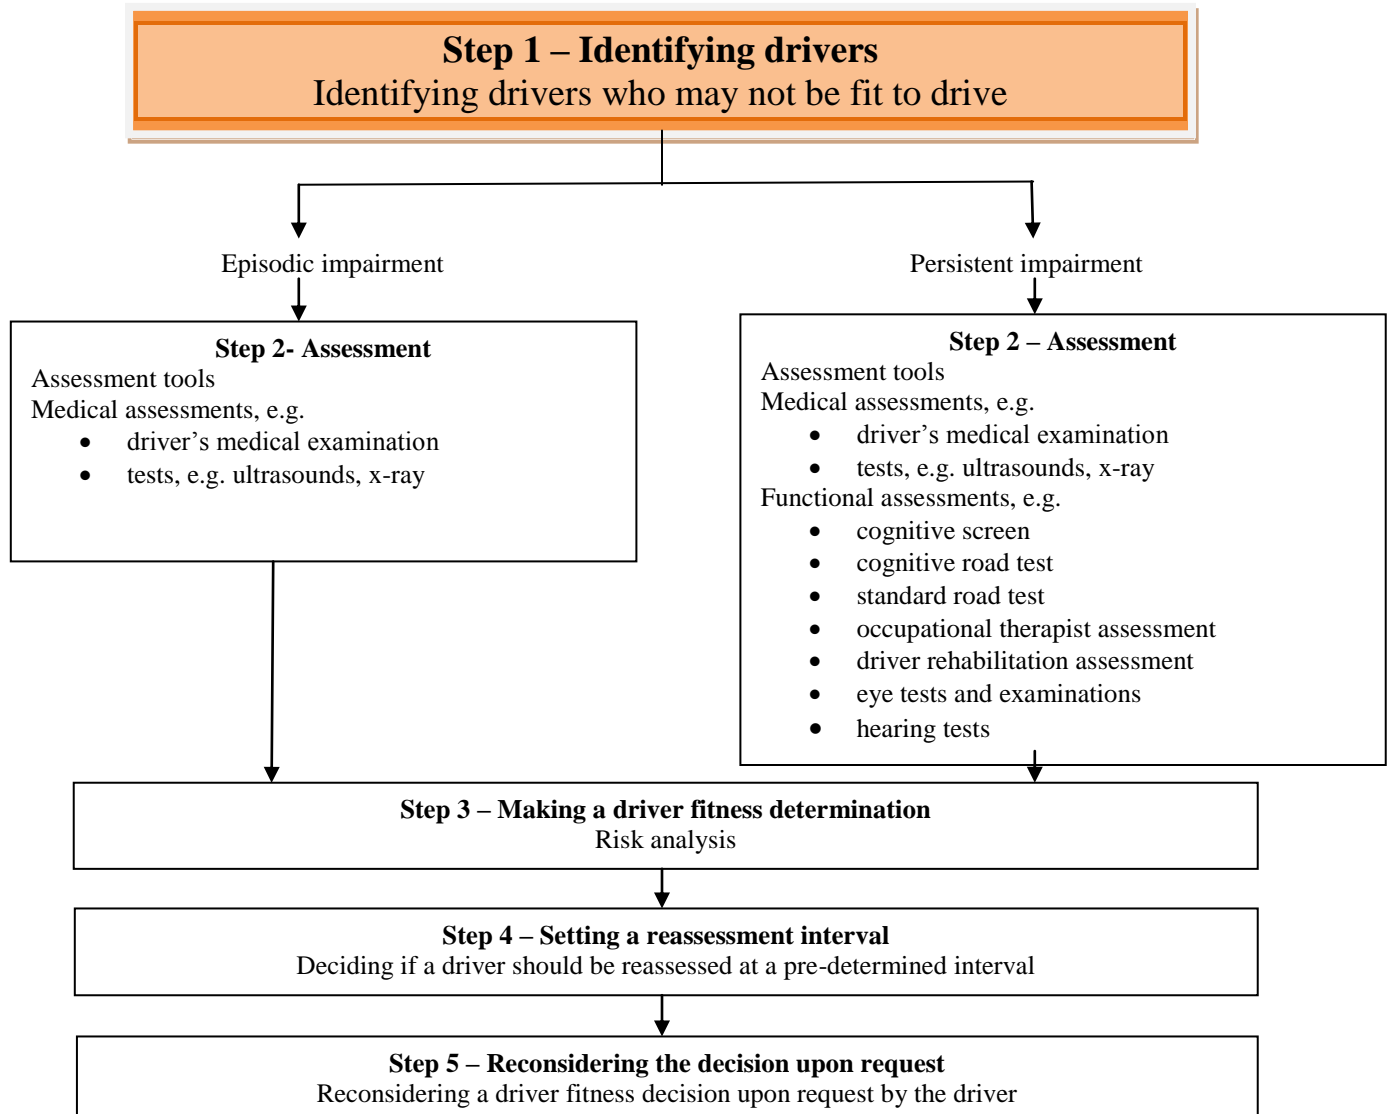 Step 1 – Identifying drivers
Identifying drivers who may not be fit to drive
Episodic impairment
Persistent impairment
Step 2- Assessment
Assessment tools
Medical assessments, e.g.
• driver’s medical examination
• tests, e.g. ultrasounds, x-ray
Step 2 – Assessment
Assessment tools
Medical assessments, e.g.
• driver’s medical examination
• tests, e.g. ultrasounds, x-ray
Functional assessments, e.g.
• cognitive screen
• cognitive road test
• standard road test
• occupational therapist assessment
• driver rehabilitation assessment
• eye tests and examinations
• hearing tests
Step 3 – Making a driver fitness determination
Risk analysis
Step 4 – Setting a reassessment interval
Deciding if a driver should be reassessed at a pre-determined interval
Step 5 – Reconsidering the decision upon request
Reconsidering a driver fitness decision upon request by the driver